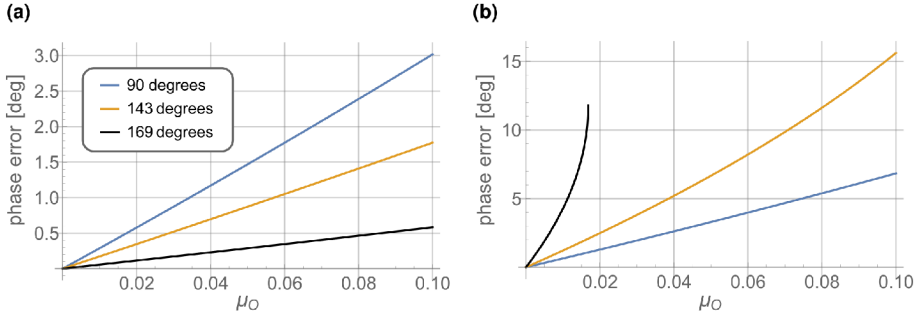 (a)
phase error [deg]
3.0
2.5
2.0
1.5
1.0
0.5
90 degrees
143 degrees
169 degrees
0.02
0.04
0.06
0.08
0.10
μO
(b)
phase error [deg]
15
10
5
0.02
0.04
0.06
0.08
0.10
μO